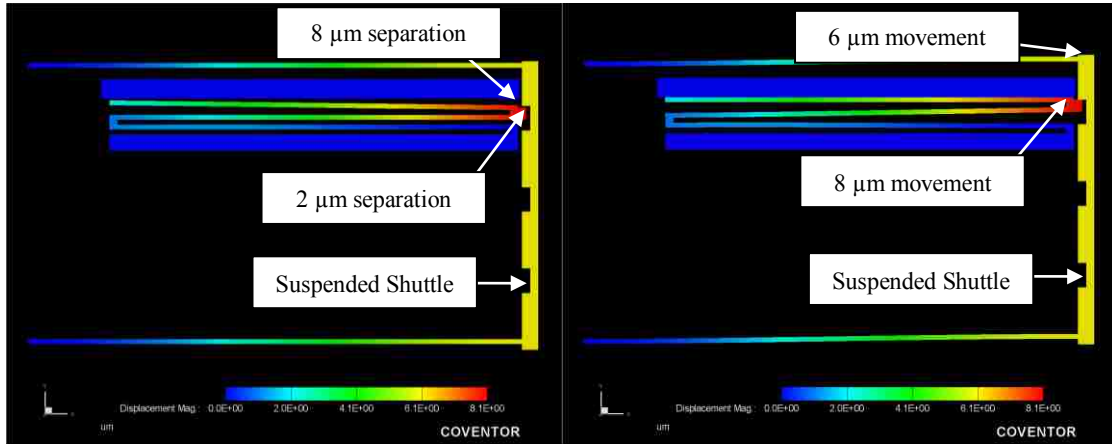 8 µm separation
2 µm separation
Suspended Shuttle
Displacement Mag.: 0.0E+00 2.0E+00 4.1E+00 6.1E+00 8.1E+00
um
COVENTOR
6 µm movement
8 µm movement
Suspended Shuttle
Displacement Mag.: 0.0E+00 2.0E+00 4.1E+00 6.1E+00 8.1E+00
um
COVENTOR